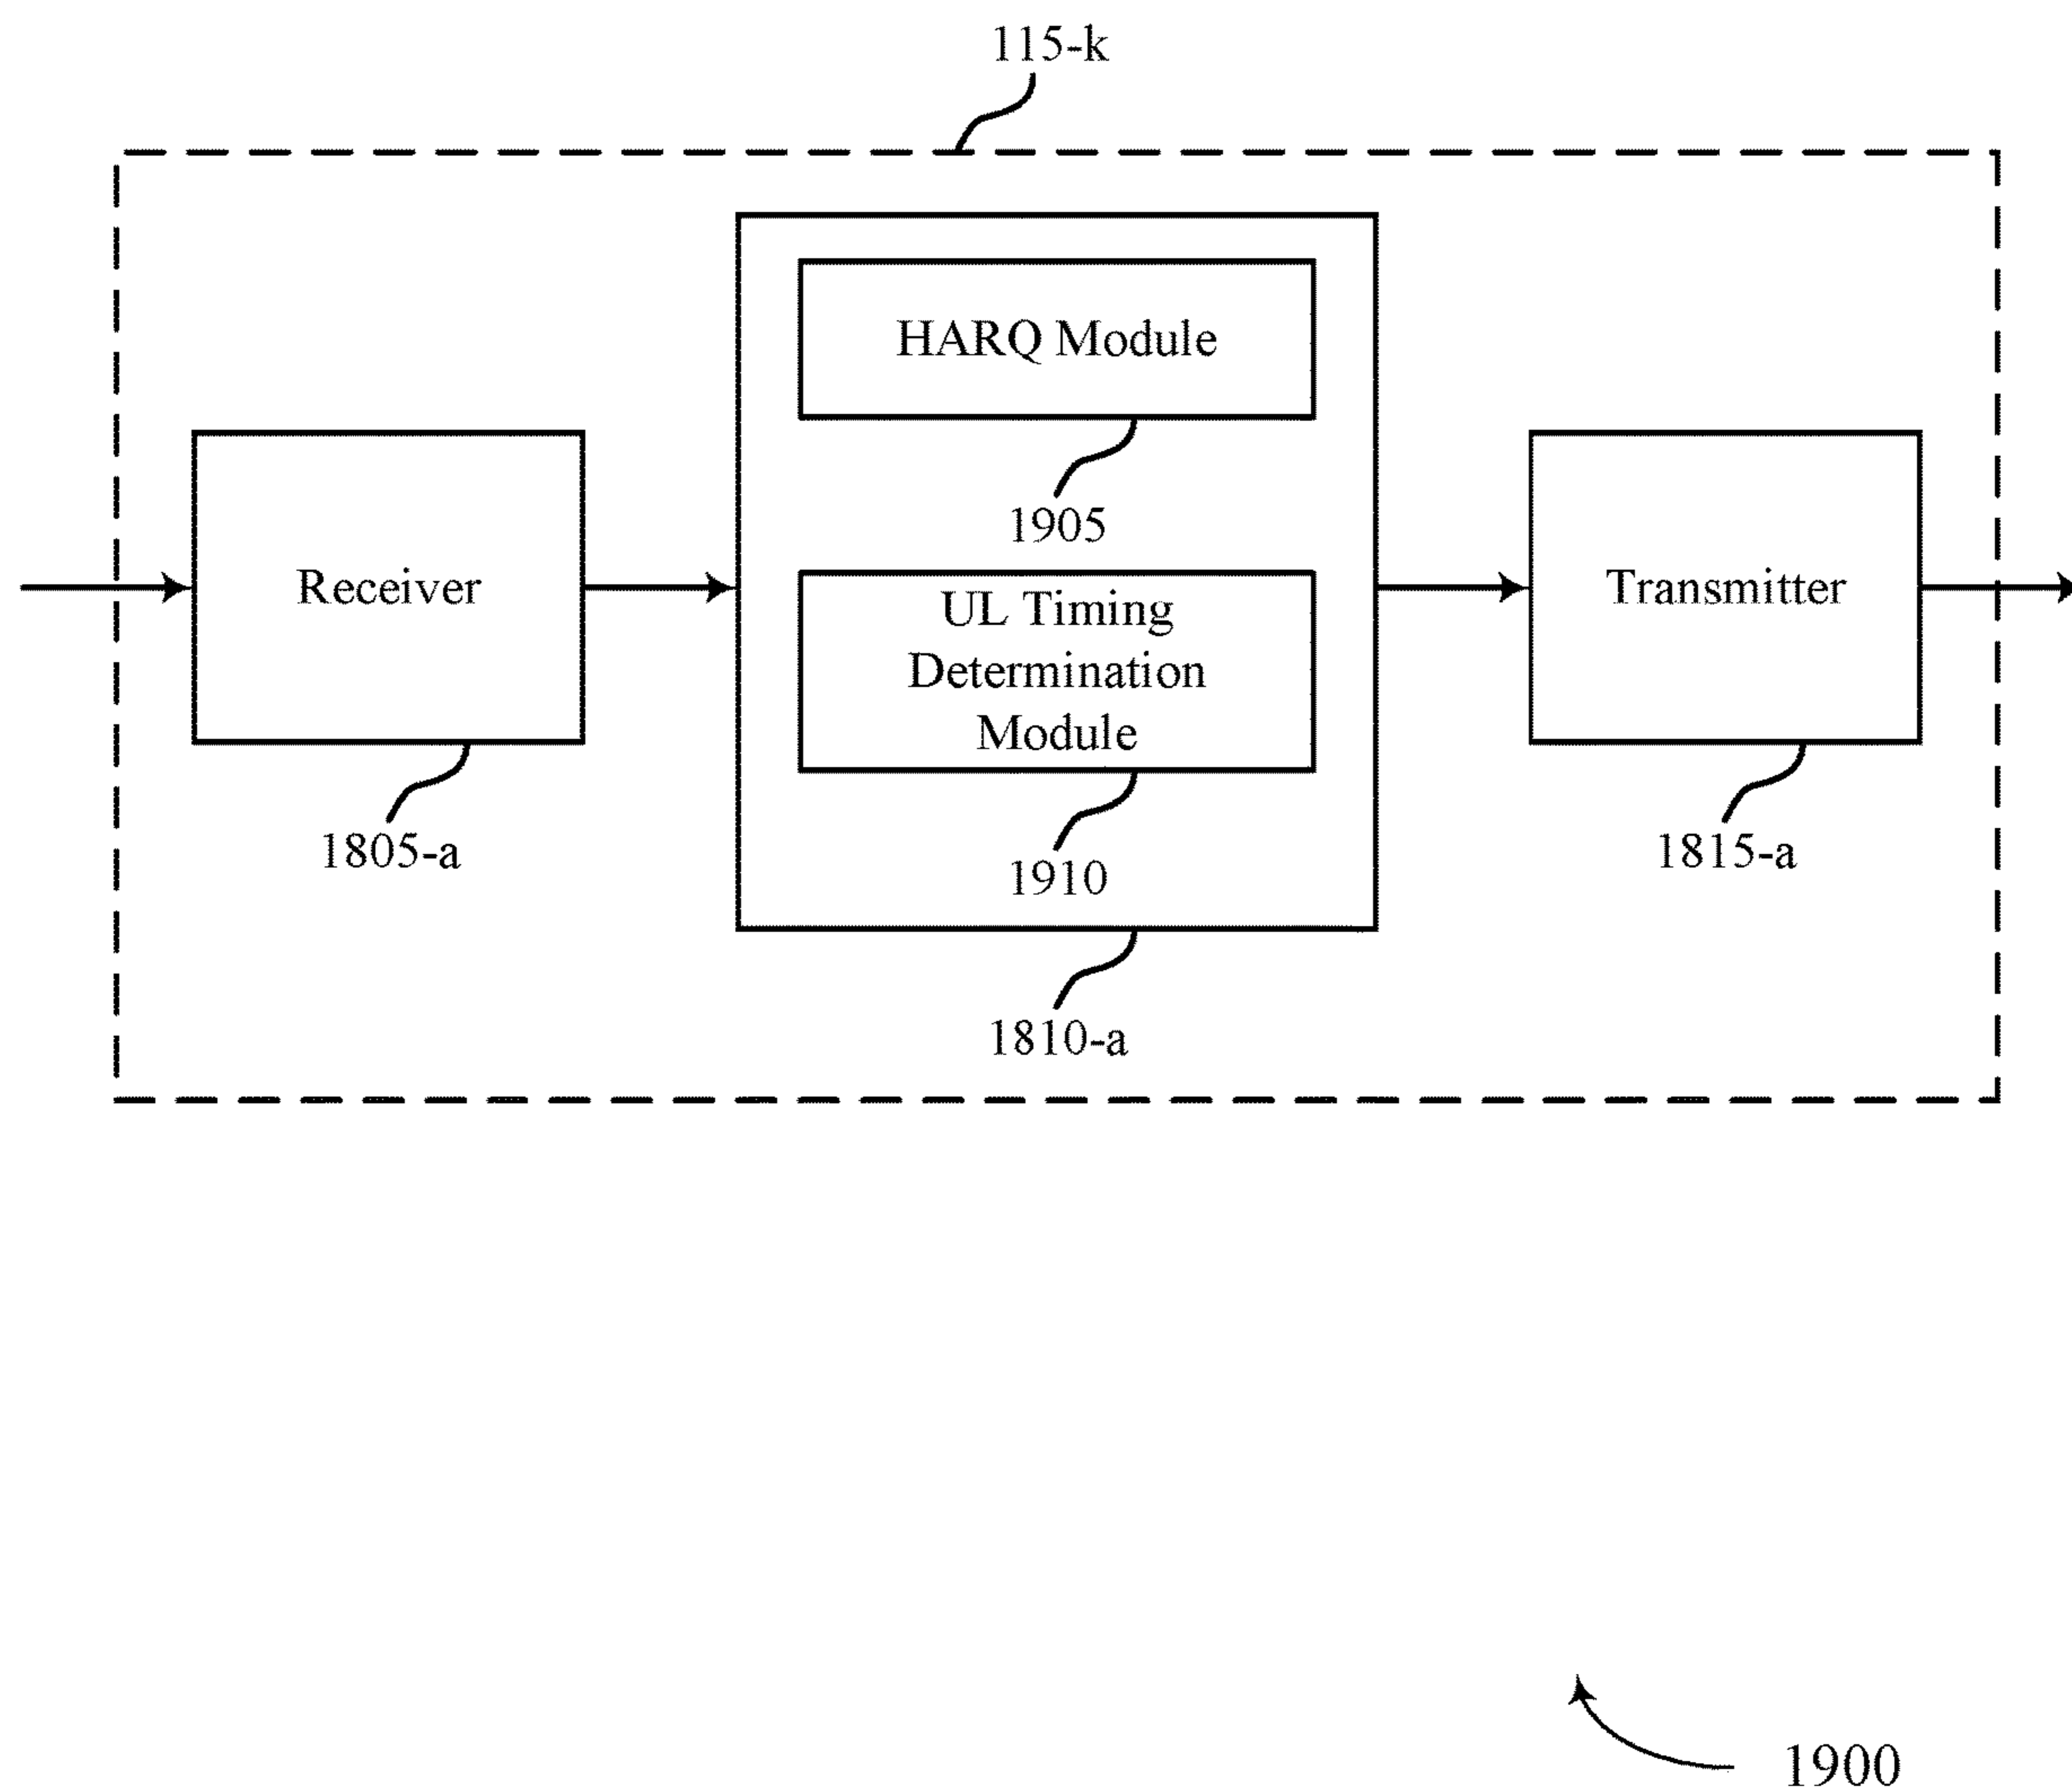 115-k
HARQ Module
1905
Receiver
UL Timing
Determination
Module
Transmitter
1805-a
1910
1815-a
1810-a
1900